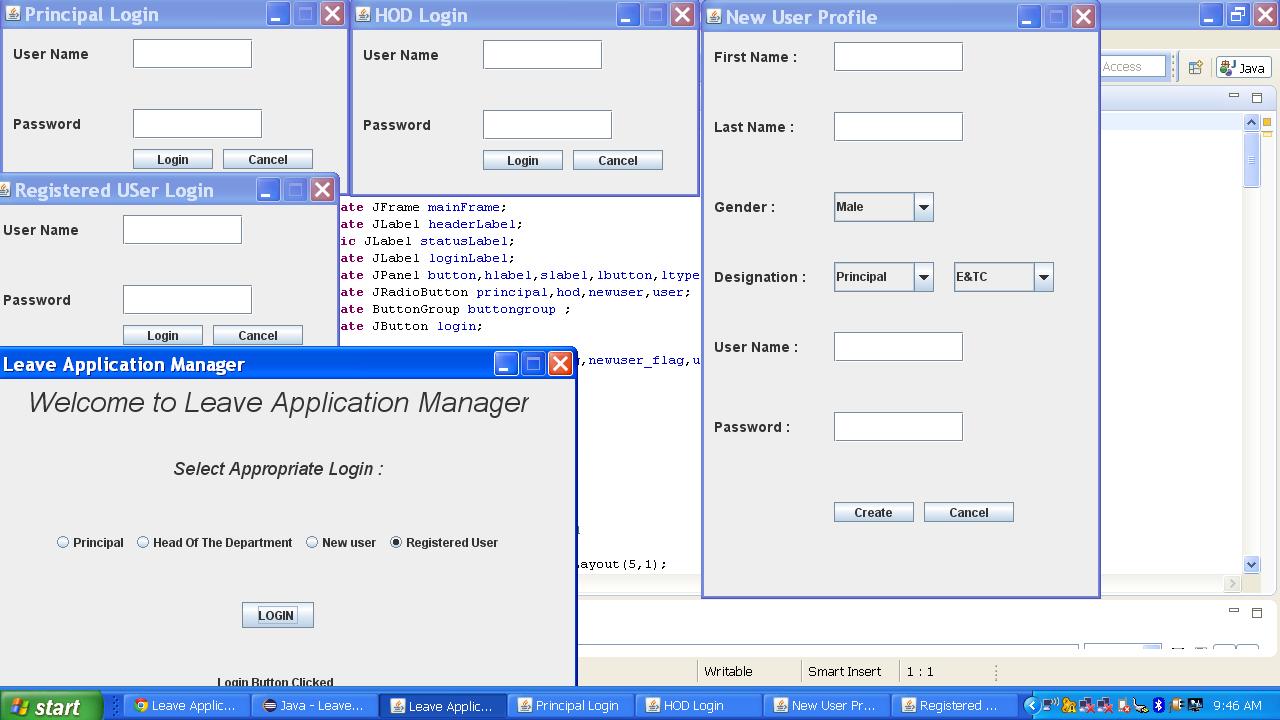 Principal Login
User Name
Password
Login Cancel
HOD Login
User Name
Password
Login Cancel
New User Profile
First Name :
Last Name :
Gender : Male
Designation : Principal E&TC
User Name :
Password :
Create Cancel
Access
Java
Registered USer Login
User Name
Password
Login Cancel
ate JFrame mainFrame;
ate JLabel headerLabel;
ic JLabel statusLabel;
ate JLabel loginLabel;
ate JPanel button,hlabel,slabel,lbutton,ltype
ate JRadioButton principal,hod,newuser,user;
ate ButtonGroup buttongroup ;
ate JButton login;
,newuser_flag,u
ayout(5,1);
Leave Application Manager
Welcome to Leave Application Manager
Select Appropriate Login :
Principal Head Of The Department New user Registered User
LOGIN
Login Button Clicked
Writable Smart Insert 1 : 1
start Leave Applic... Java - Leave... Leave Applic... Principal Login HOD Login New User Pr... Registered ... 9:46 AM